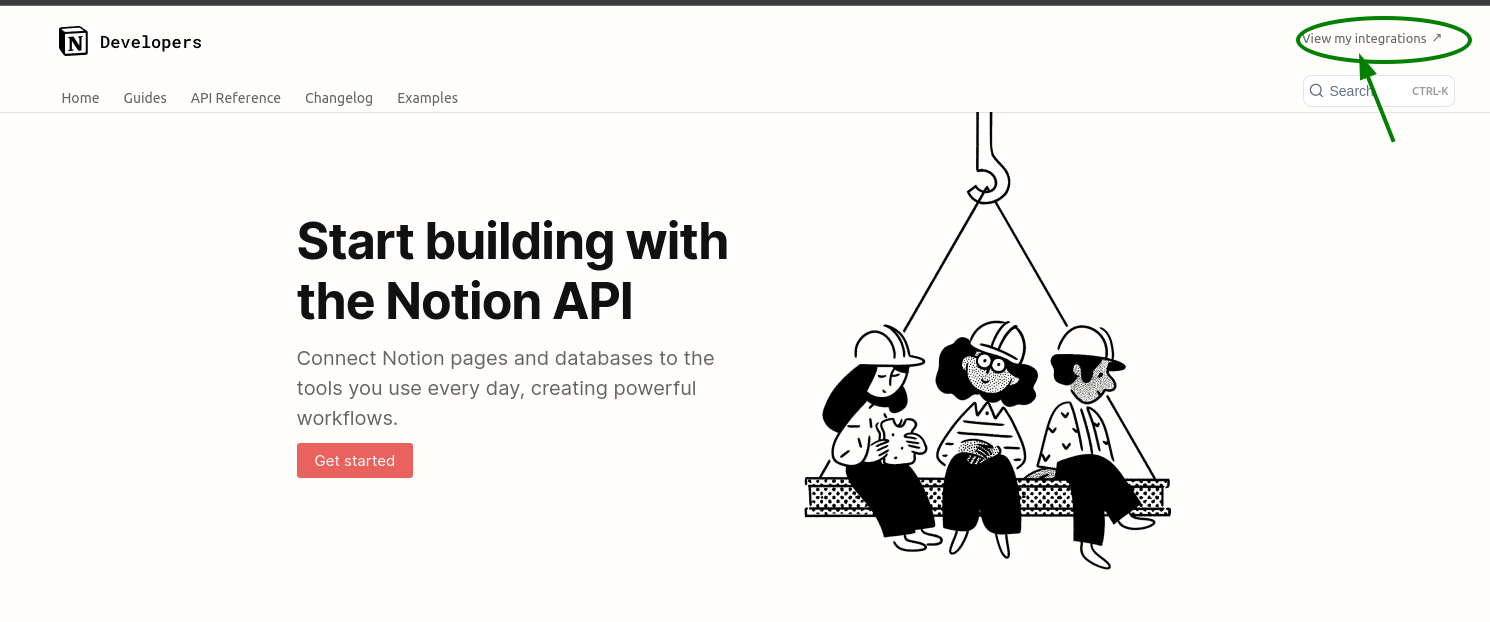 Developers
View my integrations ↗
Home Guides API Reference Changelog Examples
Search CTRL-K
Start building with
the Notion API
Connect Notion pages and databases to the
tools you use every day, creating powerful
workflows.
Get started